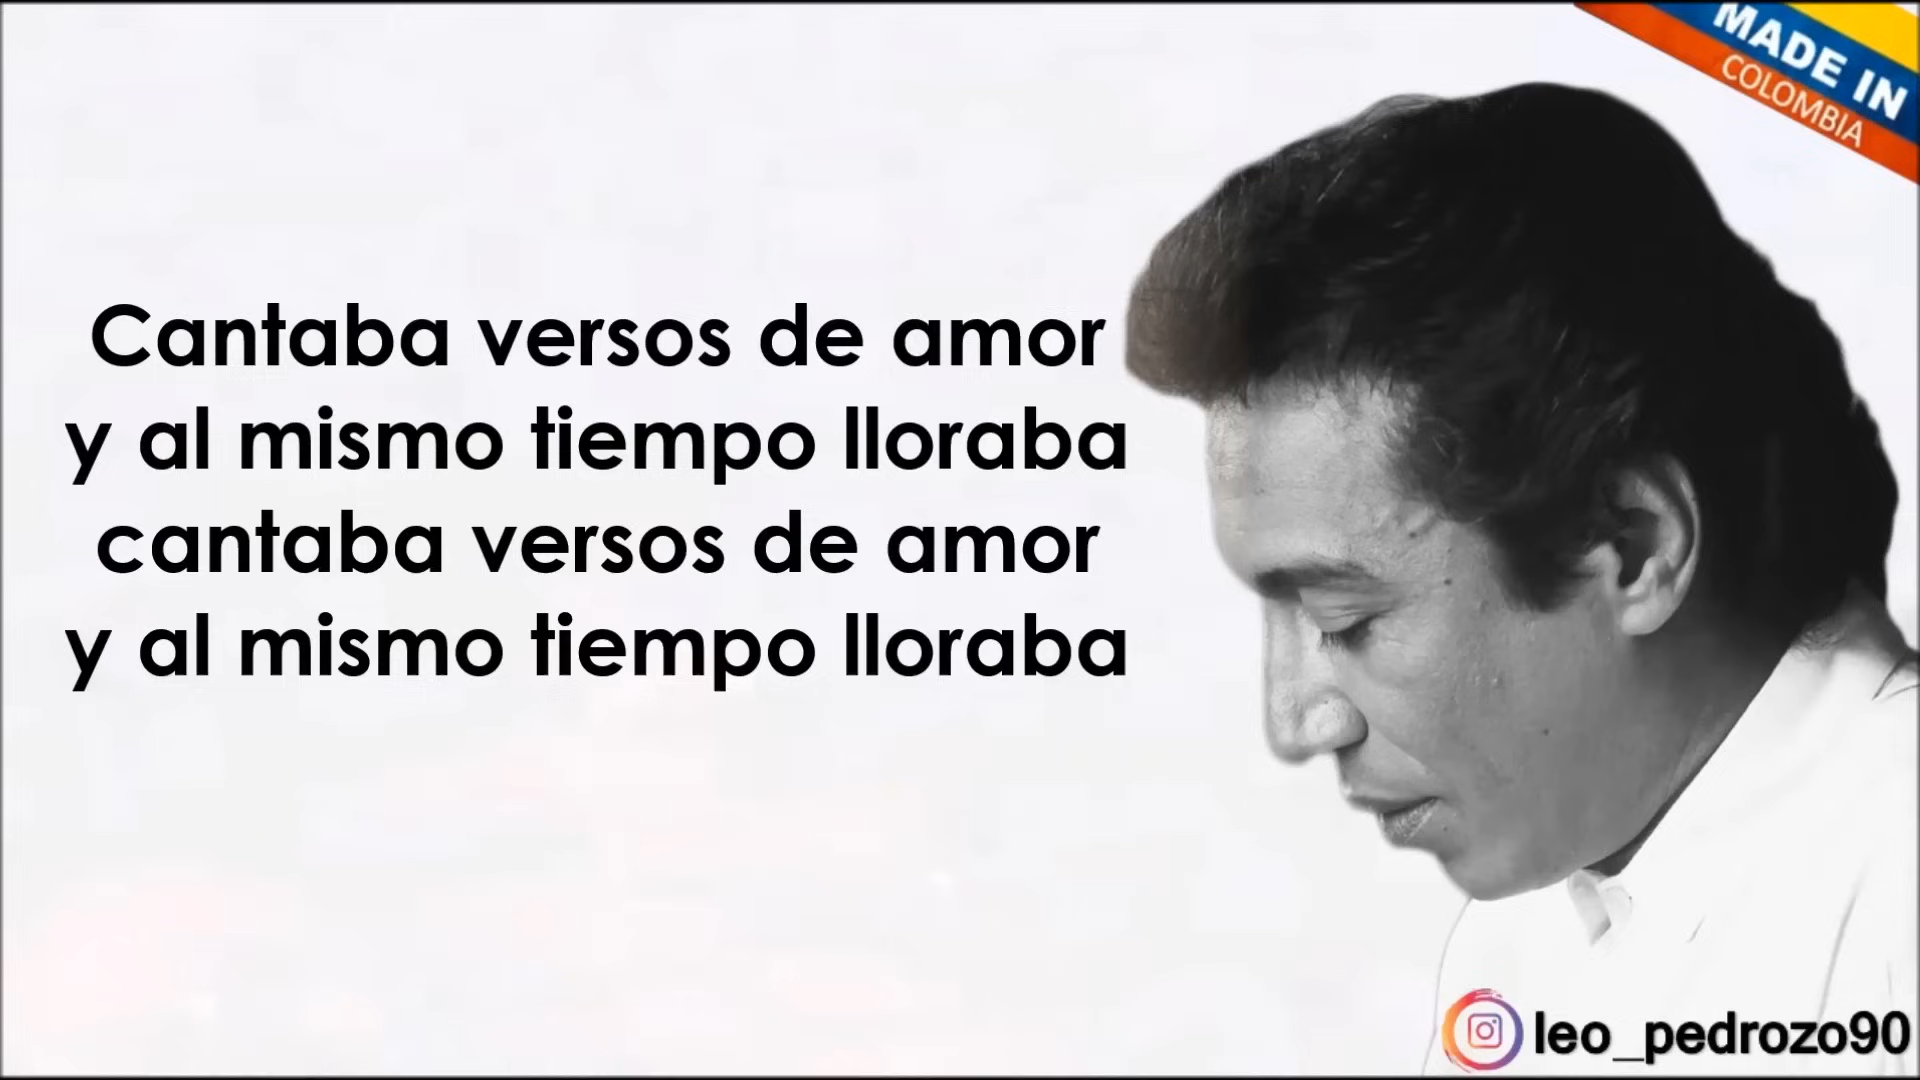 MADE IN
COLOMBIA
Cantaba versos de amor
y al mismo tiempo lloraba
cantaba versos de amor
y al mismo tiempo lloraba
leo_pedrozo90